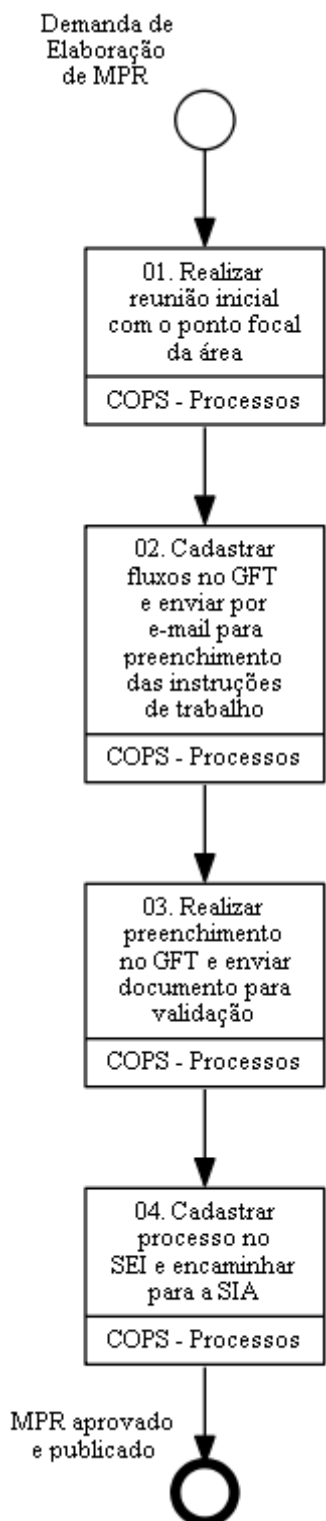 Demanda de
Elaboração
de MPR
01. Realizar
reunião inicial
com o ponto focal
da área
COPS - Processos
02. Cadastrar
fluxos no GFT
e enviar por
e-mail para
preenchimento
das instruções
de trabalho
COPS - Processos
03. Realizar
preenchimento
no GFT e enviar
documento para
validação
COPS - Processos
04. Cadastrar
processo no
SEI e encaminhar
para a SIA
COPS - Processos
MPR aprovado
e publicado